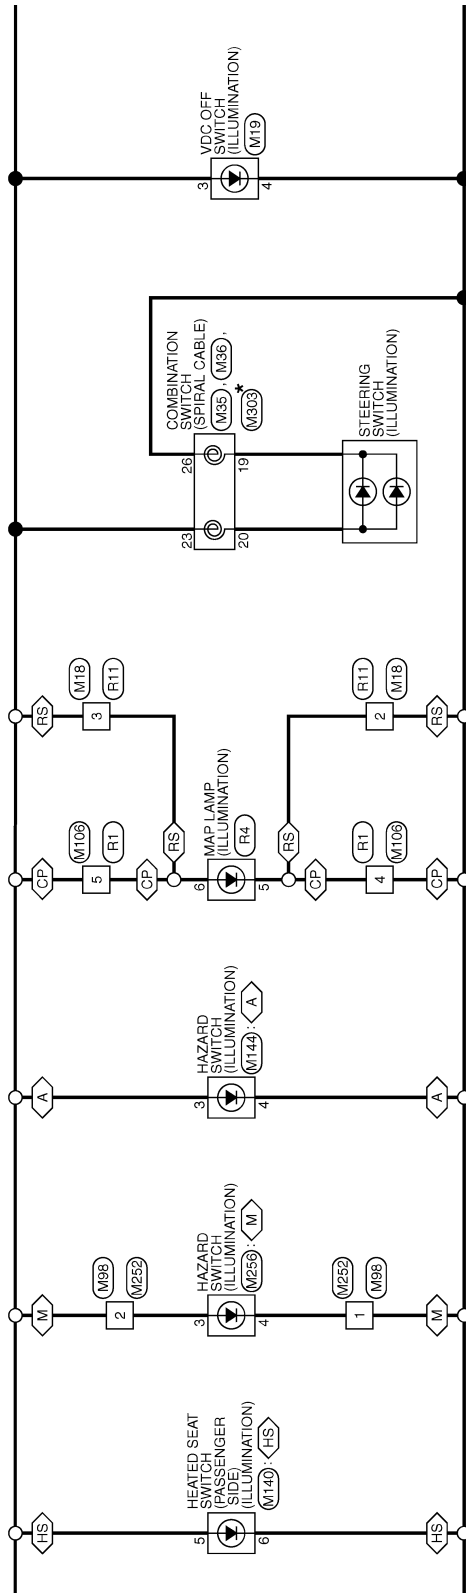 HS
HEATED SEAT
SWITCH
(PASSENGER
SIDE)
(ILLUMINATION)
M140 : HS
5
6
HS
M
2
M98
M252
HAZARD
SWITCH
(ILLUMINATION)
M256 : M
3
4
1
M252
M98
M
A
HAZARD
SWITCH
(ILLUMINATION)
M144 : A
3
4
A
CP
5
M106
R1
CP
MAP LAMP
(ILLUMINATION)
R4
6
5
CP
4
R1
M106
CP
RS
3
M18
R11
RS
RS
2
R11
M18
RS
COMBINATION
SWITCH
(SPIRAL CABLE)
M35 , M36 ,
M303 *
23
26
20
19
STEERING
SWITCH
(ILLUMINATION)
VDC OFF
SWITCH
(ILLUMINATION)
M19
3
4